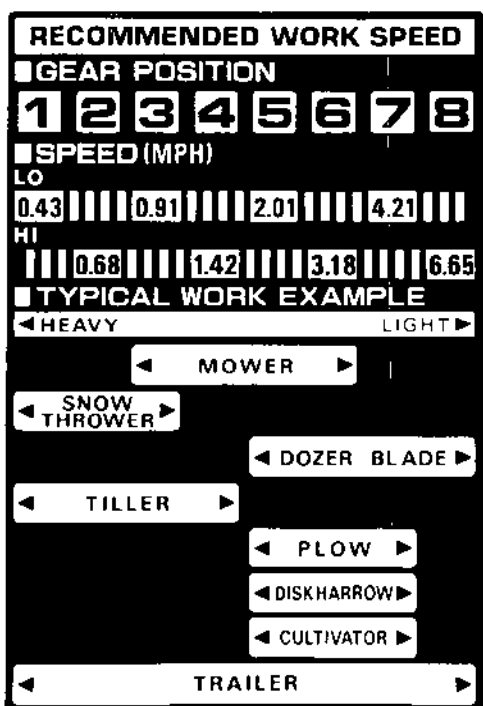 RECOMMENDED WORK SPEED
■GEAR POSITION
1 2 3 4 5 6 7 8
■SPEED (MPH)
LO
0.43 0.91 2.01 4.21
HI
0.68 1.42 3.18 6.65
■TYPICAL WORK EXAMPLE
◄HEAVY LIGHT►
◄ MOWER ►
◄ SNOW THROWER ►
◄ DOZER BLADE ►
◄ TILLER ►
◄ PLOW ►
◄ DISKHARROW ►
◄ CULTIVATOR ►
◄ TRAILER ►